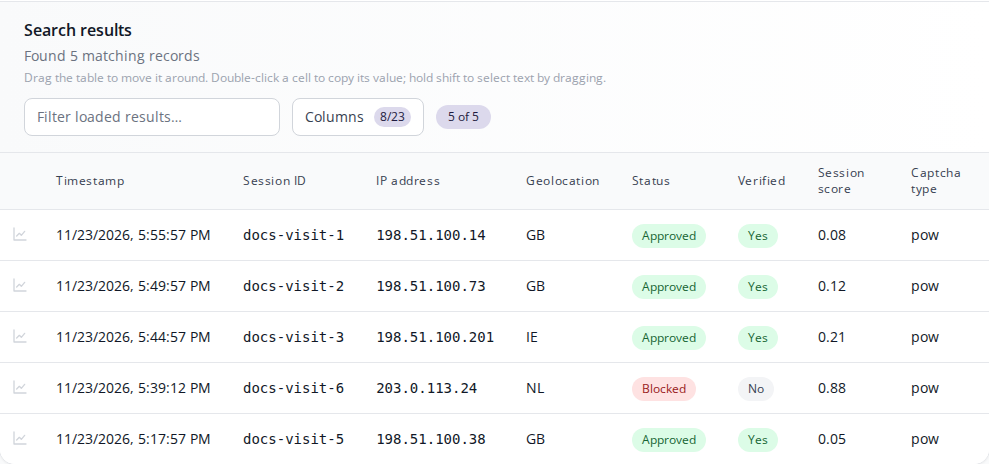 Search results
Found 5 matching records
Drag the table to move it around. Double-click a cell to copy its value; hold shift to select text by dragging.
Filter loaded results... Columns 8/23 5 of 5
Timestamp Session ID IP address Geolocation Status Verified Session score Captcha type
11/23/2026, 5:55:57 PM docs-visit-1 198.51.100.14 GB Approved Yes 0.08 pow
11/23/2026, 5:49:57 PM docs-visit-2 198.51.100.73 GB Approved Yes 0.12 pow
11/23/2026, 5:44:57 PM docs-visit-3 198.51.100.201 IE Approved Yes 0.21 pow
11/23/2026, 5:39:12 PM docs-visit-6 203.0.113.24 NL Blocked No 0.88 pow
11/23/2026, 5:17:57 PM docs-visit-5 198.51.100.38 GB Approved Yes 0.05 pow